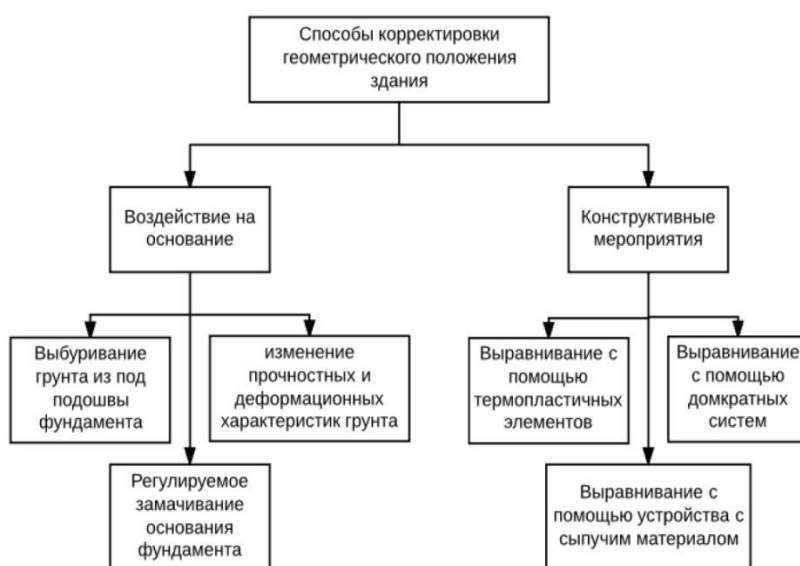 Способы корректировки
геометрического положения
здания
Воздействие на
основание
Конструктивные
мероприятия
Выбуривание
грунта из под
подошвы
фундамента
изменение
прочностных и
деформационных
характеристик грунта
Выравнивание с
помощью
термопластичных
элементов
Выравнивание
с помощью
домкратных
систем
Регулируемое
замачивание
основания
фундамента
Выравнивание с
помощью устройства с
сыпучим материалом